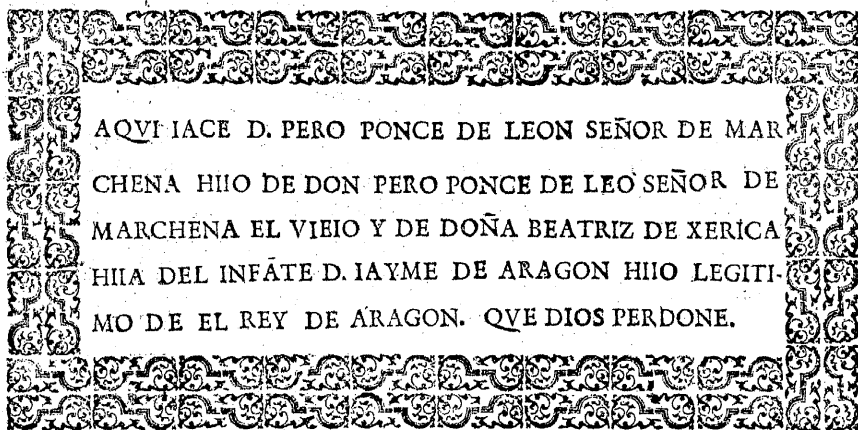 AQVI IACE D. PERO PONCE DE LEON SEÑOR DE MAR
CHENA HIIO DE DON PERO PONCE DE LEO SEÑOR DE
MARCHENA EL VIEIO Y DE DOÑA BEATRIZ DE XERICA
HIIA DEL INFÃTE D. IAYME DE ARAGON HIIO LEGITI-
MO DE EL REY DE ARAGON. QVE DIOS PERDONE.